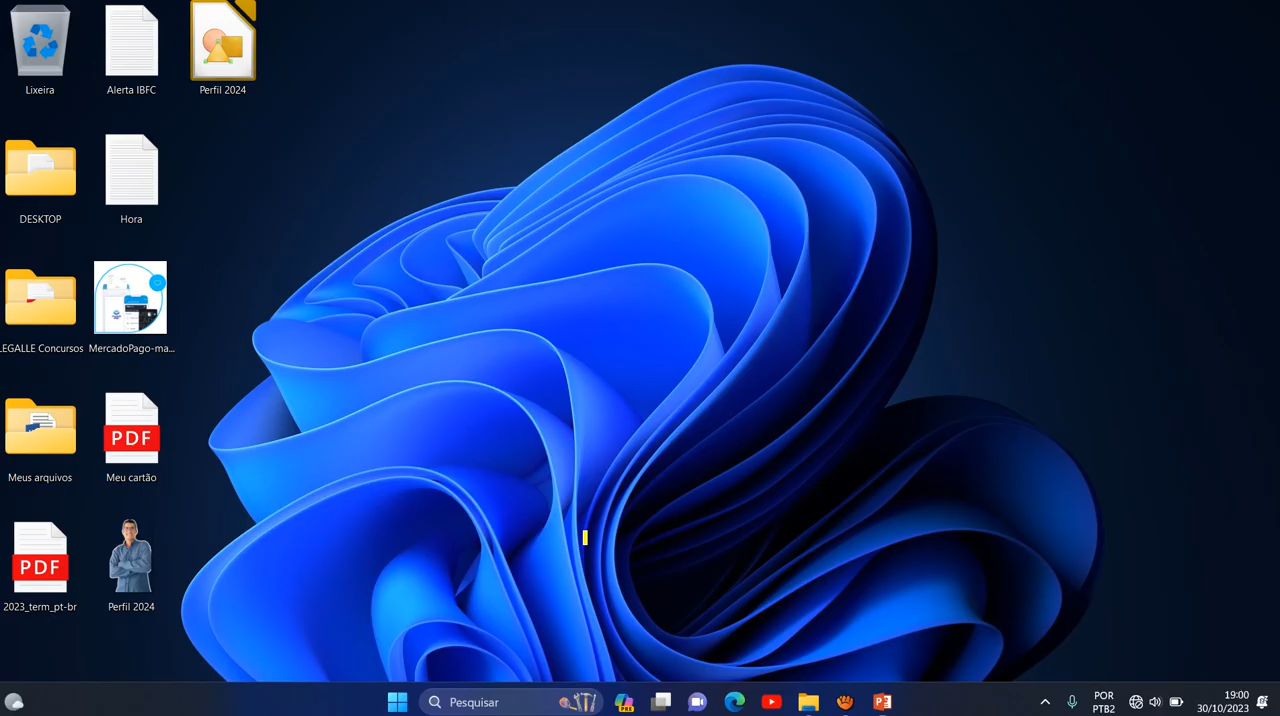 Lixeira
Alerta IBFC
Perfil 2024
DESKTOP
Hora
LEGALLE Concursos
MercadoPago-ma...
Meus arquivos
PDF
Meu cartão
PDF
2023_term_pt-br
Perfil 2024
Pesquisar
PRE
POR
PTB2
19:00
30/10/2023